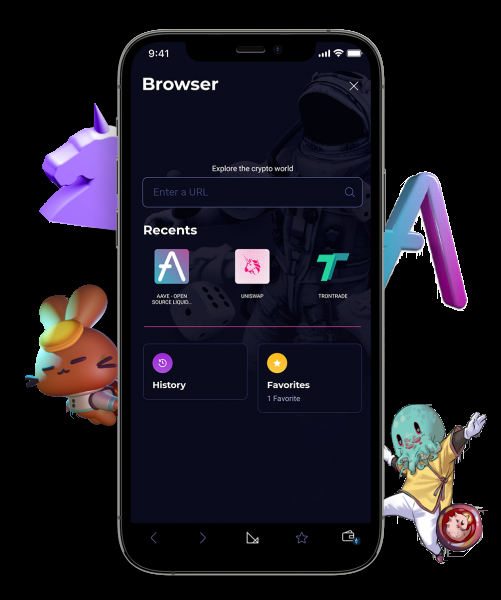 9:41
Browser
Explore the crypto world
Enter a URL
Recents
AAVE - OPEN
SOURCE LIQUID...
UNISWAP
TRONTRADE
History
Favorites
1 Favorite